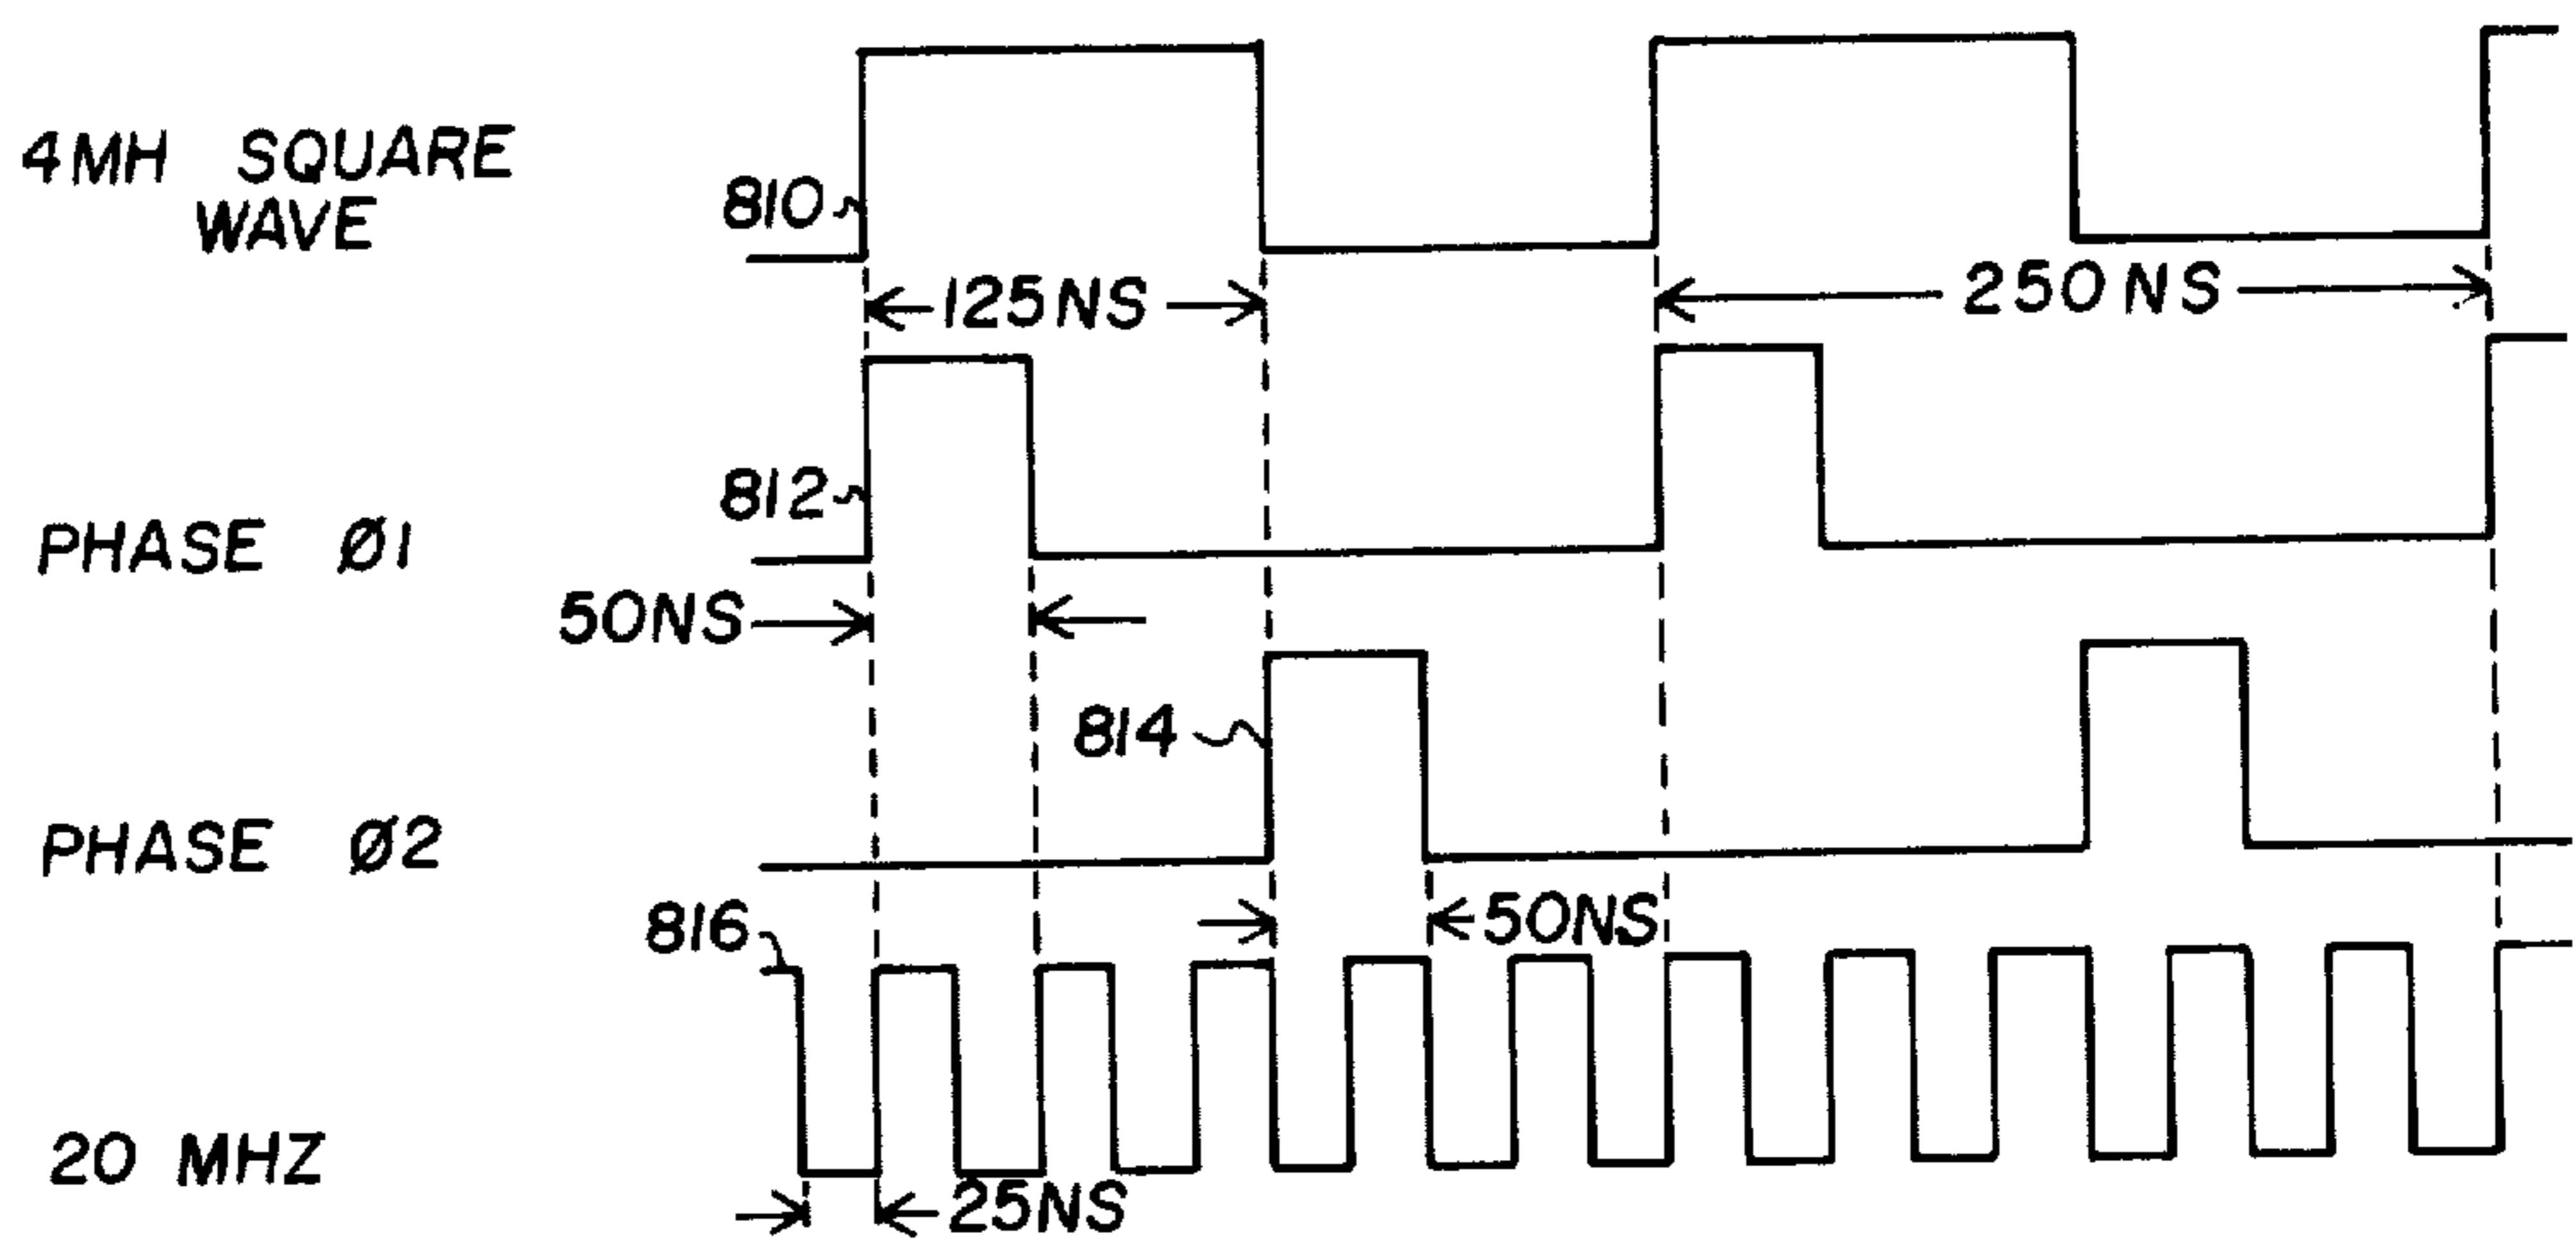 4MH SQUARE
WAVE
810
125NS
250NS
812
PHASE Ø1
50NS
814
PHASE Ø2
816
50NS
20 MHZ
25NS